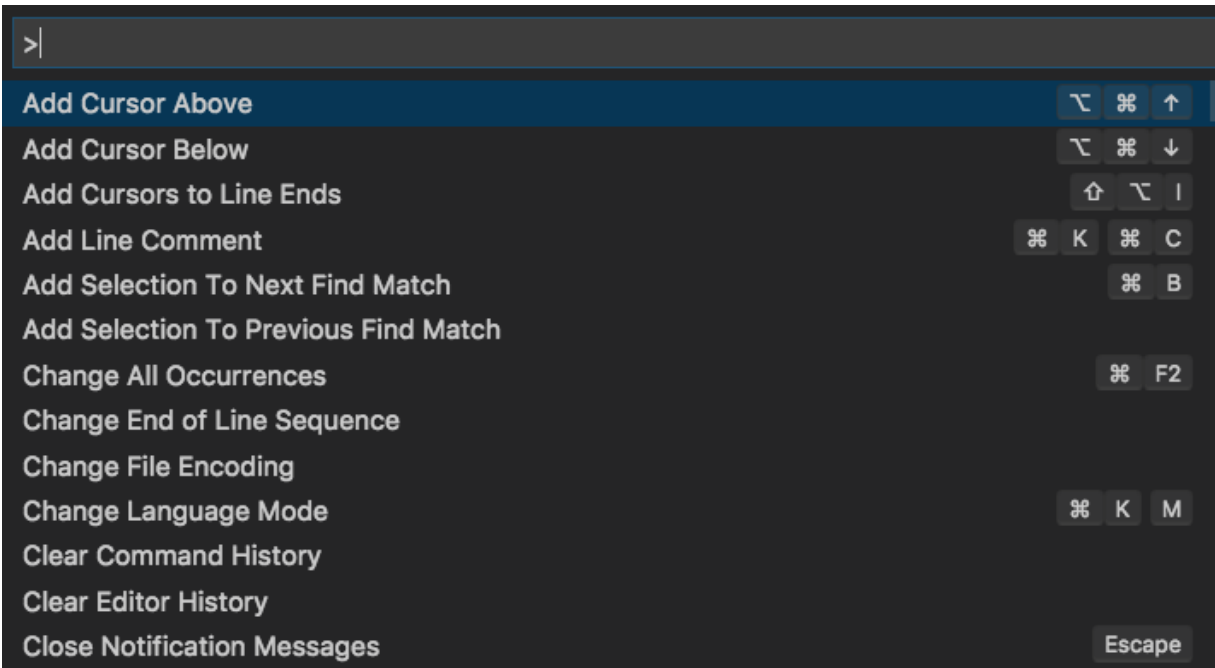 >
Add Cursor Above ⌥ ⌘ ↑
Add Cursor Below ⌥ ⌘ ↓
Add Cursors to Line Ends ⇧ ⌥ I
Add Line Comment ⌘ K ⌘ C
Add Selection To Next Find Match ⌘ B
Add Selection To Previous Find Match
Change All Occurrences ⌘ F2
Change End of Line Sequence
Change File Encoding
Change Language Mode ⌘ K M
Clear Command History
Clear Editor History
Close Notification Messages Escape